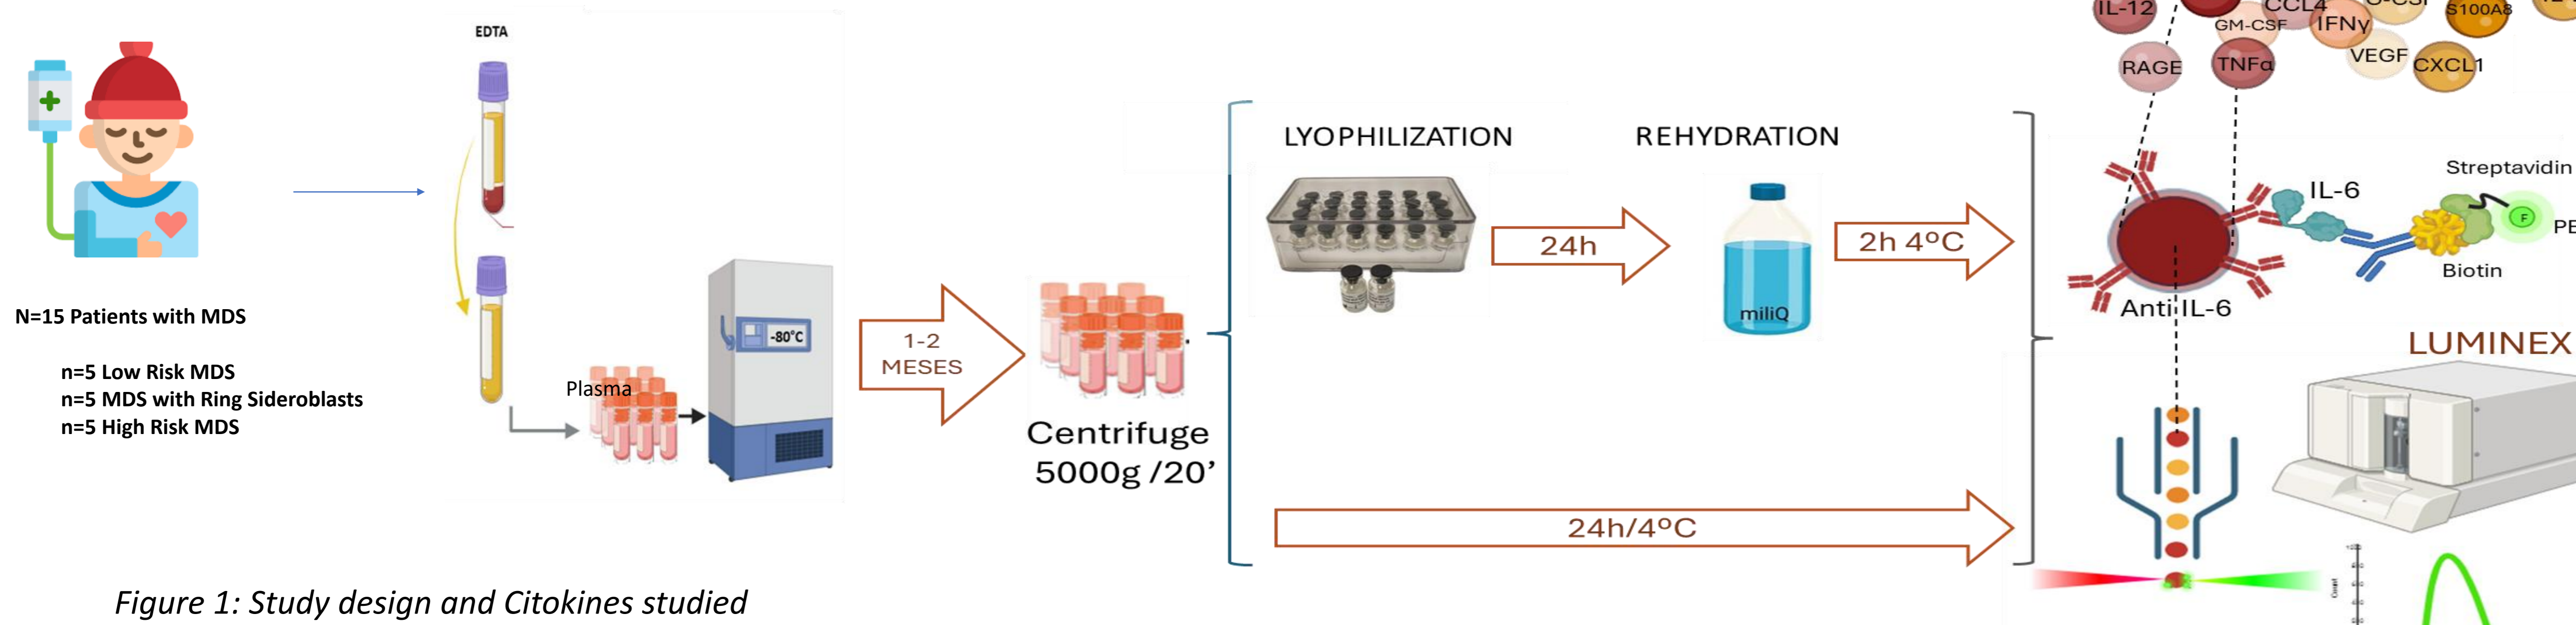 EDTA
N=15 Patients with MDS
n=5 Low Risk MDS
n=5 MDS with Ring Sideroblasts
n=5 High Risk MDS
Plasma
-80°C
1-2
MESES
Centrifuge
5000g /20’
LYOPHILIZATION
24h
REHYDRATION
miliQ
2h 4ºC
24h/4ºC
IL-12
CCL4
S100A8
GM-CSF
IFNγ
RAGE
TNFα
VEGF
CXCL1
Streptavidin
IL-6
F
PE
Biotin
Anti IL-6
LUMINEX
Count
Figure 1: Study design and Citokines studied